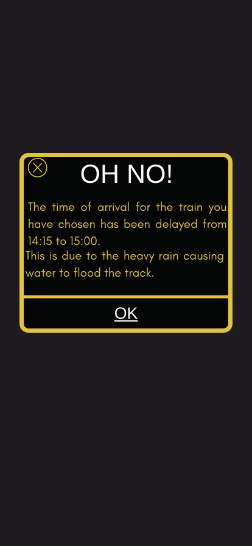 OH NO!
The time of arrival for the train you
have chosen has been delayed from
14:15 to 15:00.
This is due to the heavy rain causing
water to flood the track.
OK